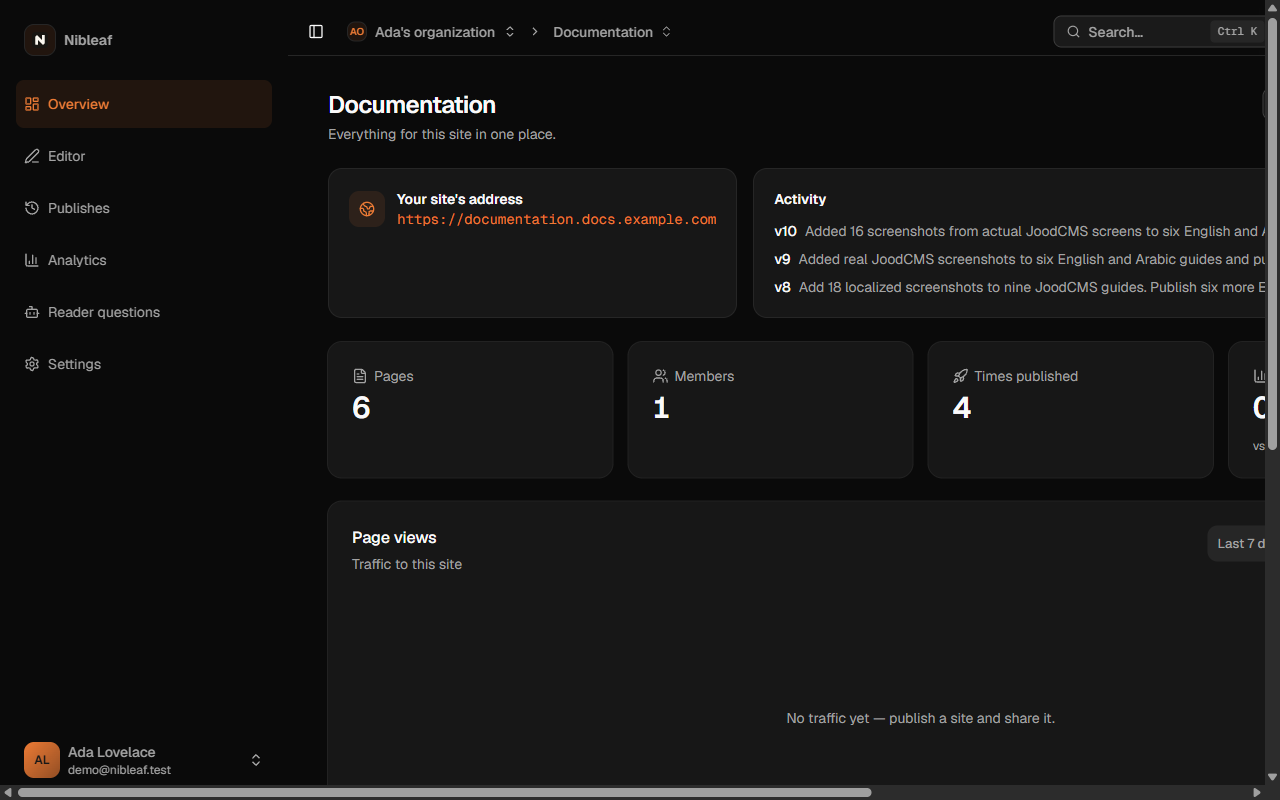 Nibleaf
AO Ada's organization > Documentation
Search... Ctrl K
Overview
Editor
Publishes
Analytics
Reader questions
Settings
Documentation
Everything for this site in one place.
Your site's address
https://documentation.docs.example.com
Activity
v10 Added 16 screenshots from actual JoodCMS screens to six English and
v9 Added real JoodCMS screenshots to six English and Arabic guides and
v8 Add 18 localized screenshots to nine JoodCMS guides. Publish six more
Pages
6
Members
1
Times published
4
0
vs
Page views
Traffic to this site
Last 7
No traffic yet — publish a site and share it.
AL Ada Lovelace
demo@nibleaf.test